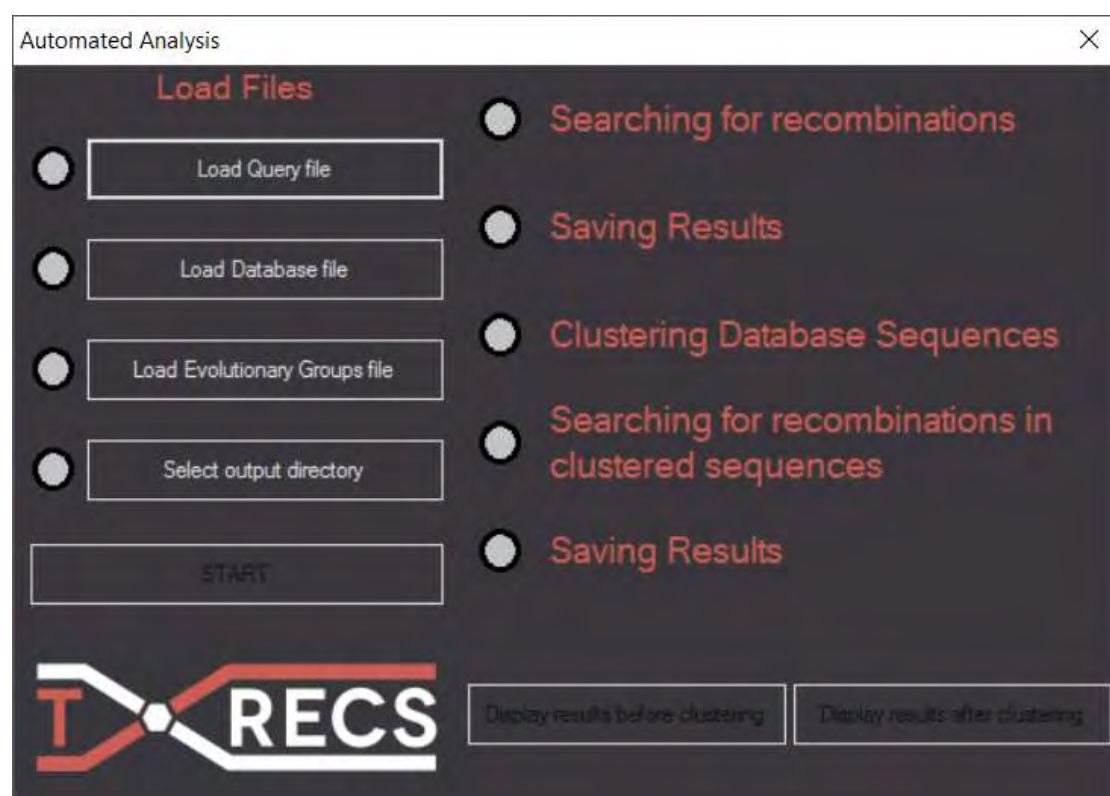 Automated Analysis
Load Files
Load Query file
Load Database file
Load Evolutionary Groups file
Select output directory
START
Searching for recombinations
Saving Results
Clustering Database Sequences
Searching for recombinations in
clustered sequences
Saving Results
T RECS
Display results before clustering
Display results after clustering